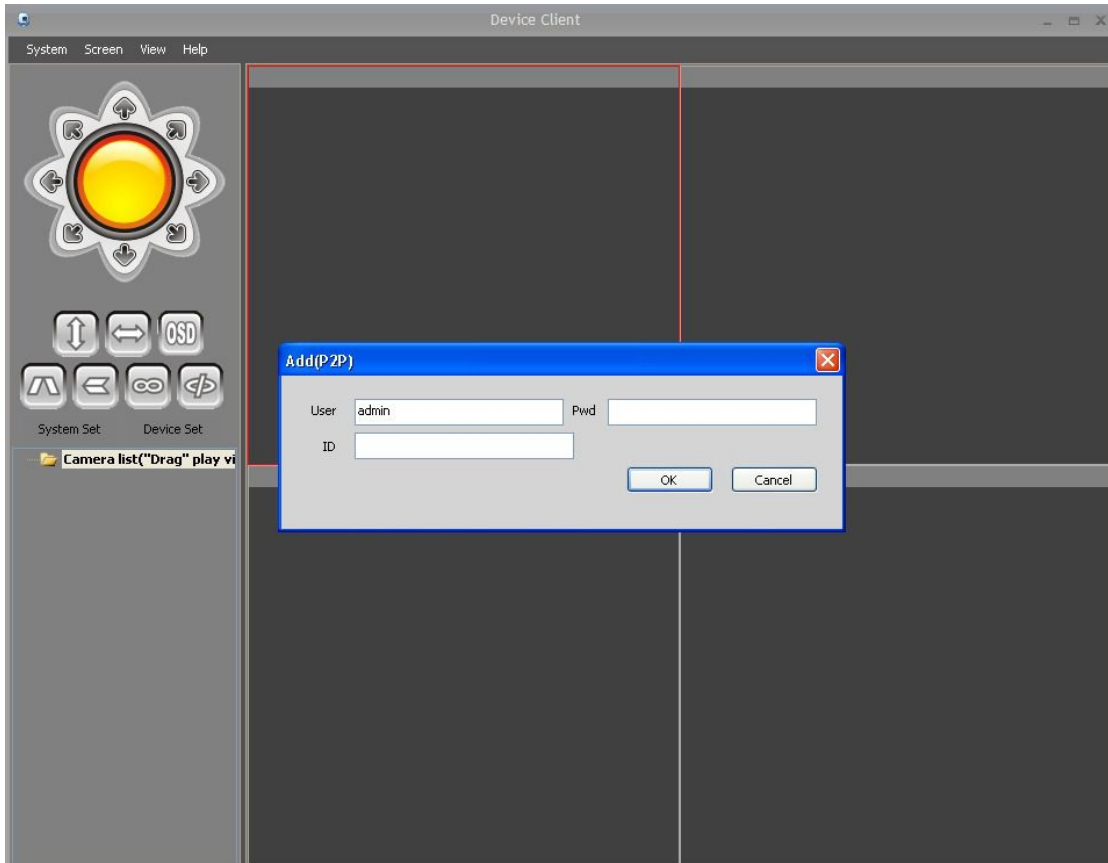 Device Client
System Screen View Help
OSD
System Set Device Set
Camera list("Drag" play vi
Add(P2P)
User admin Pwd
ID
OK Cancel